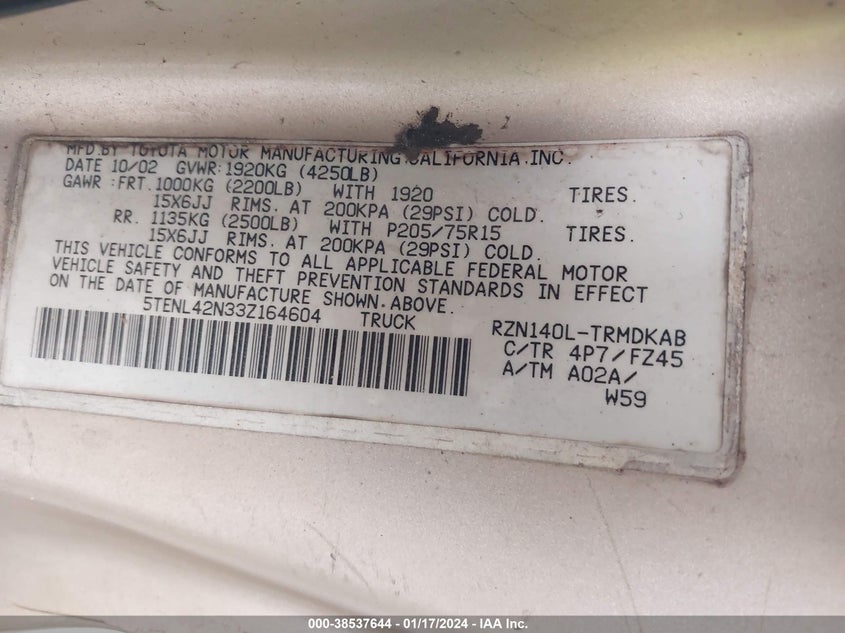 MFD.BY TOYOTA MOTOR MANUFACTURING.CALIFORNIA.INC.
DATE 10/02 GVWR:1920KG (4250LB)
GAWR :FRT.1000KG (2200LB) WITH 1920 TIRES.
15X6JJ RIMS. AT 200KPA (29PSI) COLD.
RR. 1135KG (2500LB) WITH P205/75R15 TIRES.
15X6JJ RIMS. AT 200KPA (29PSI) COLD.
THIS VEHICLE CONFORMS TO ALL APPLICABLE FEDERAL MOTOR
VEHICLE SAFETY AND THEFT PREVENTION STANDARDS IN EFFECT
ON THE DATE OF MANUFACTURE SHOWN.ABOVE.
5TENL42N33Z164604 TRUCK RZN140L-TRMDKAB
C/TR 4P7/FZ45
A/TM A02A/
W59
000-38537644 - 01/17/2024 - IAA Inc.